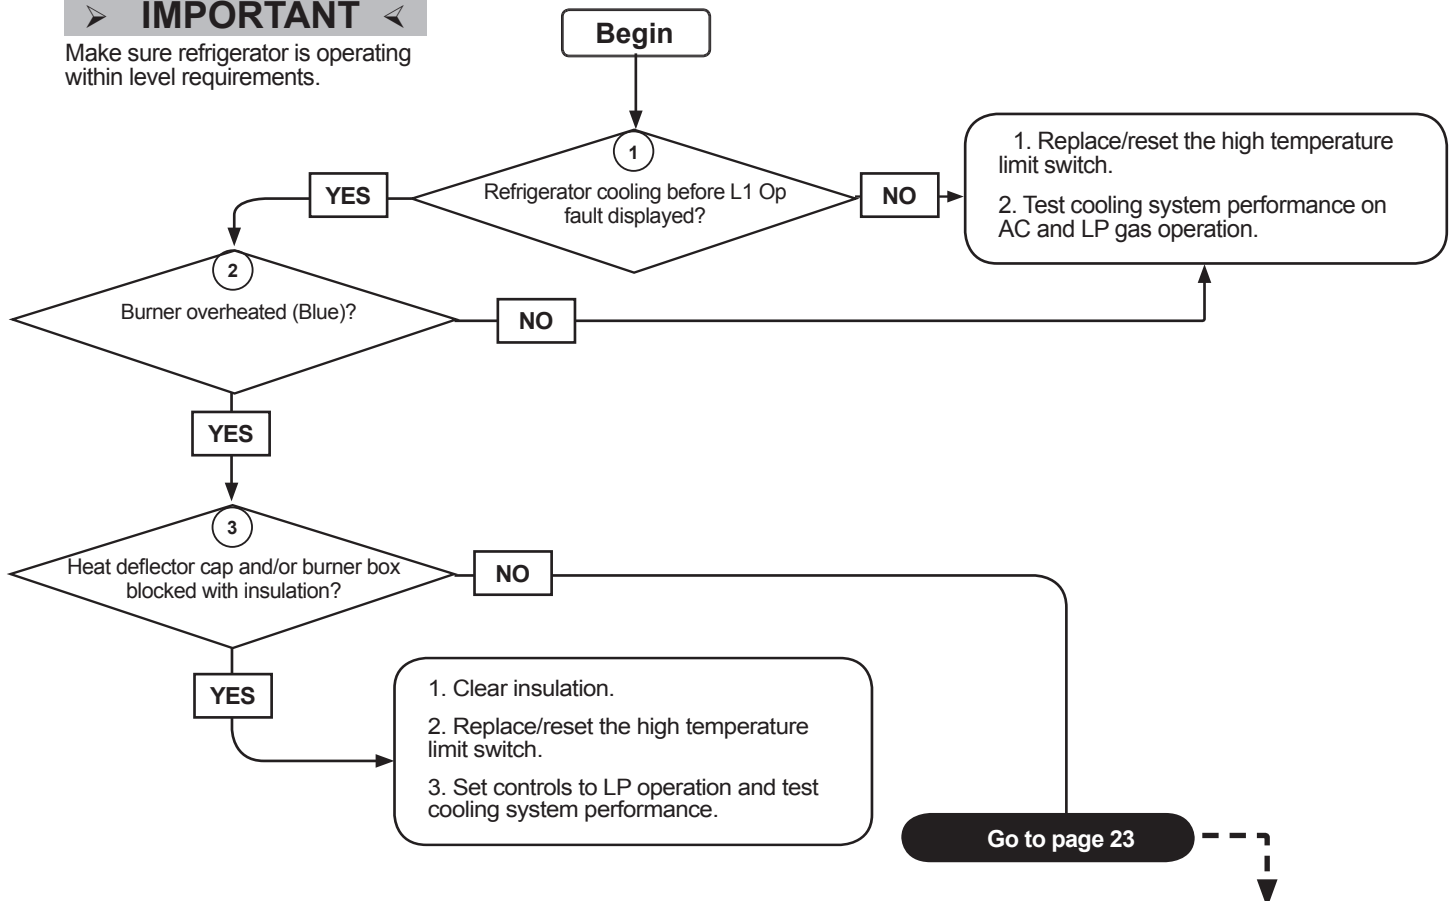 ➢ IMPORTANT ➢
Make sure refrigerator is operating
within level requirements.
Begin
1
Refrigerator cooling before L1 Op
fault displayed?
YES
NO
1. Replace/reset the high temperature
limit switch.
2. Test cooling system performance on
AC and LP gas operation.
2
Burner overheated (Blue)?
NO
YES
3
Heat deflector cap and/or burner box
blocked with insulation?
NO
YES
1. Clear insulation.
2. Replace/reset the high temperature
limit switch.
3. Set controls to LP operation and test
cooling system performance.
Go to page 23